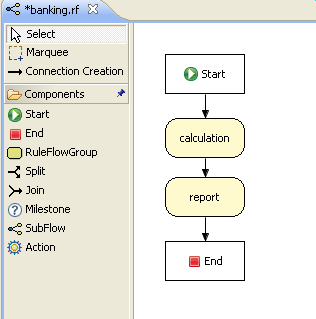 *banking.rf
Select
Marquee
Connection Creation
Components
Start
End
RuleFlowGroup
Split
Join
Milestone
SubFlow
Action
Start
calculation
report
End